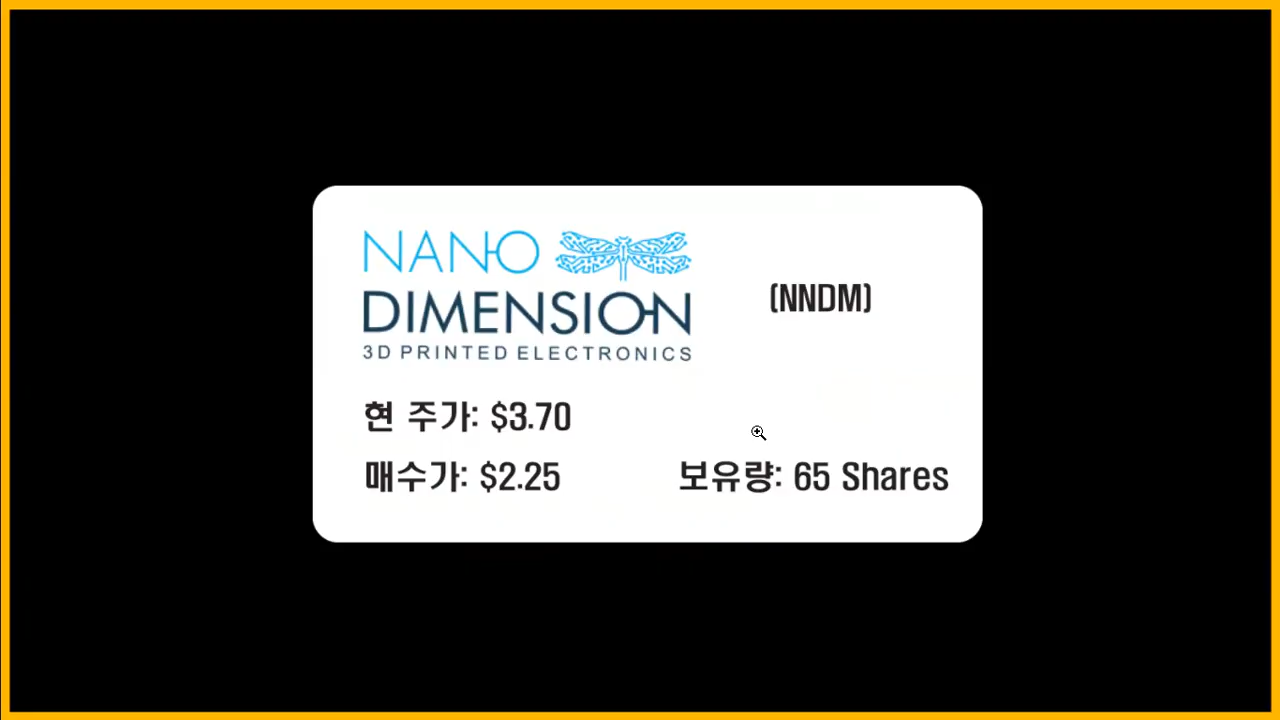 NANO
DIMENSION
3D PRINTED ELECTRONICS
(NNDM)
현 주가: $3.70
매수가: $2.25
보유량: 65 Shares